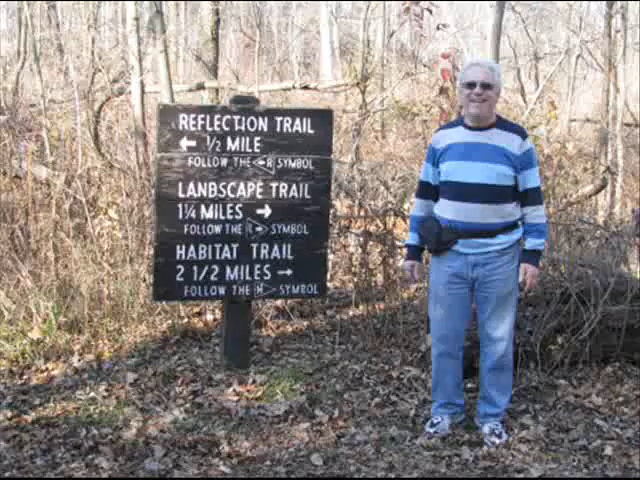 REFLECTION TRAIL
← 1/2 MILE
FOLLOW THE ←R SYMBOL
LANDSCAPE TRAIL
1 1/4 MILES →
FOLLOW THE L→ SYMBOL
HABITAT TRAIL
2 1/2 MILES →
FOLLOW THE H SYMBOL